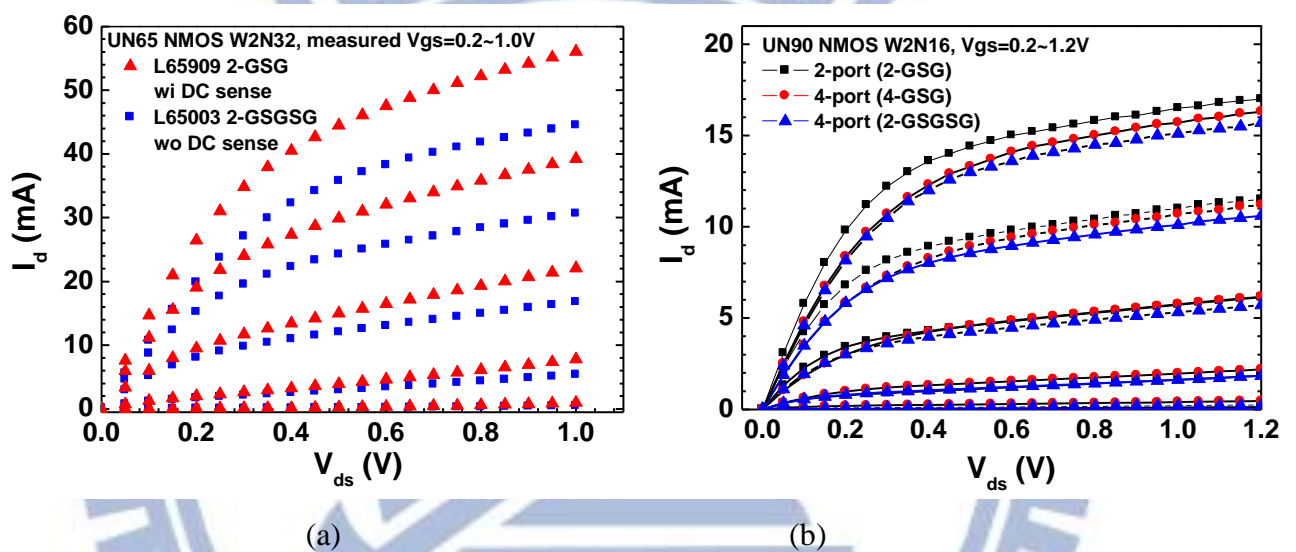 60
50
40
30
20
10
0
I_d (mA)
UN65 NMOS W2N32, measured Vgs=0.2~1.0V
L65909 2-GSG
wi DC sense
L65003 2-GSGSG
wo DC sense
0.0 0.2 0.4 0.6 0.8 1.0
V_ds (V)
(a)
20
15
10
5
0
I_d (mA)
UN90 NMOS W2N16, Vgs=0.2~1.2V
2-port (2-GSG)
4-port (4-GSG)
4-port (2-GSGSG)
0.0 0.2 0.4 0.6 0.8 1.0 1.2
V_ds (V)
(b)